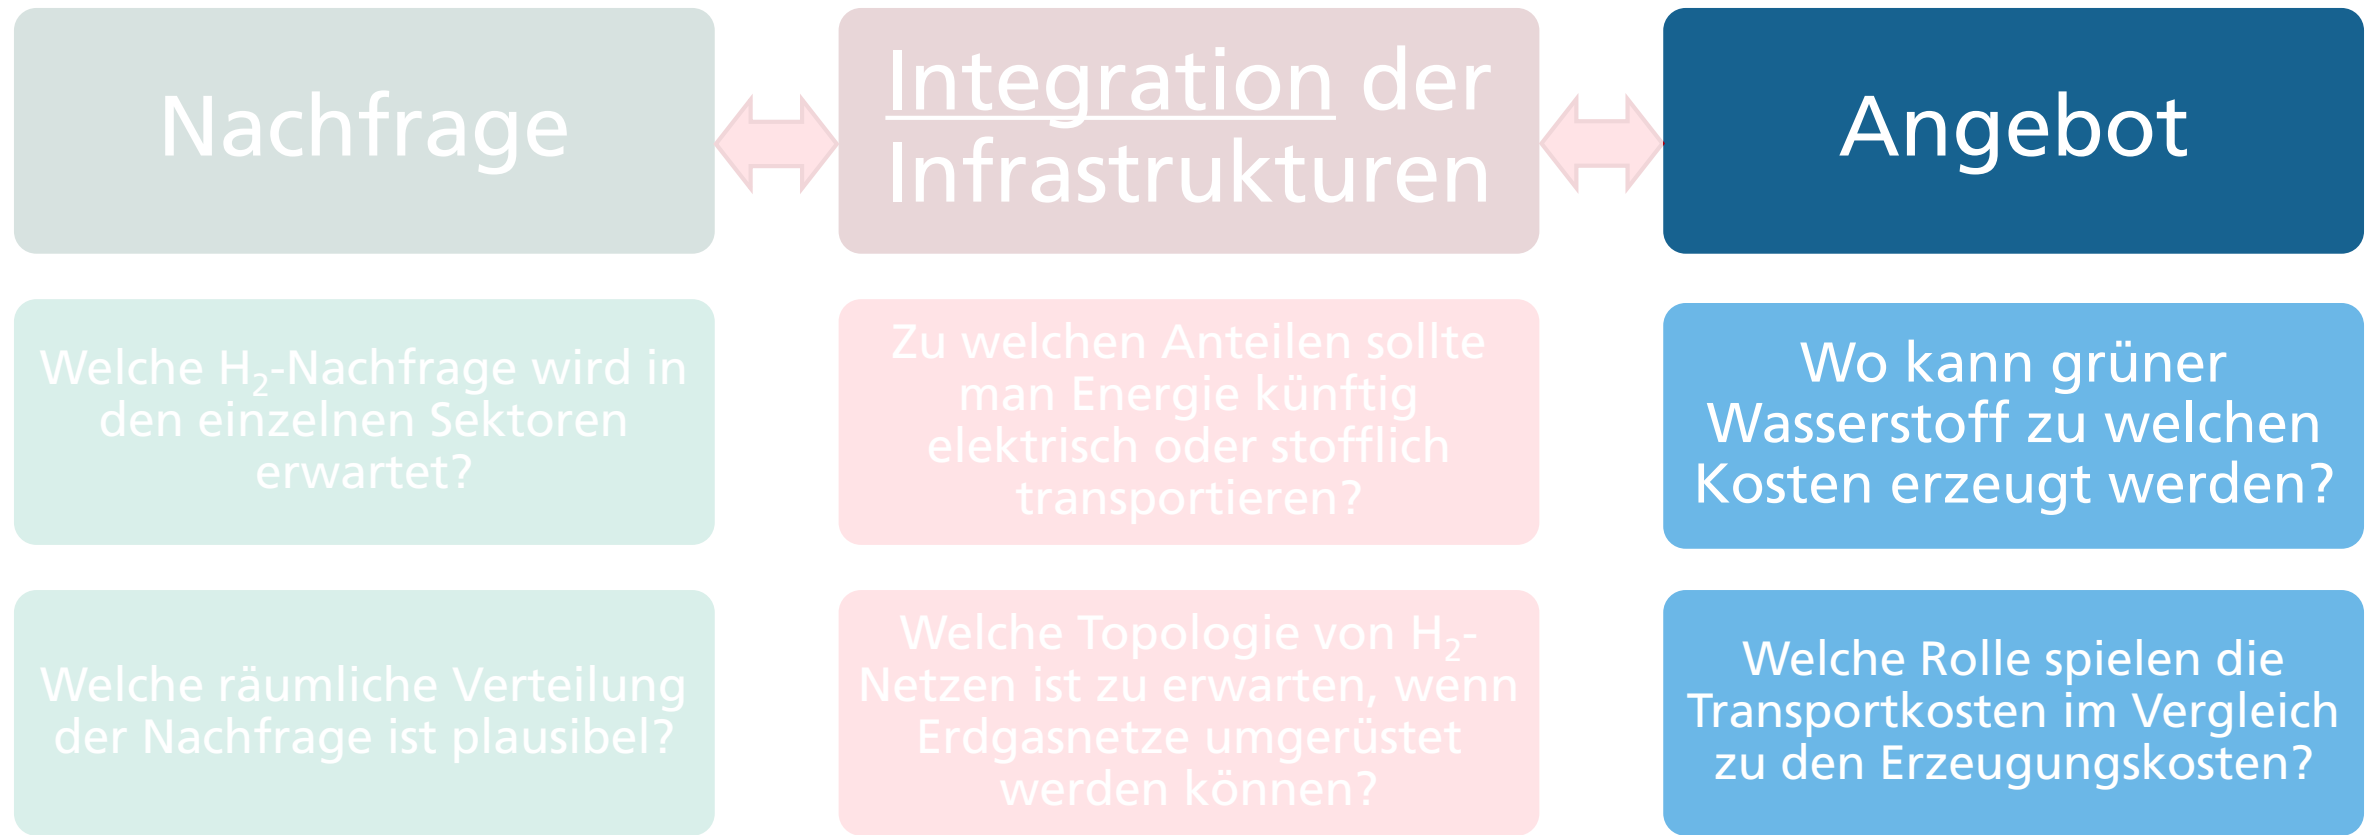 Nachfrage
Welche H₂-Nachfrage wird in
den einzelnen Sektoren
erwartet?
Welche räumliche Verteilung
der Nachfrage ist plausibel?
Integration der
Infrastrukturen
Zu welchen Anteilen sollte
man Energie künftig
elektrisch oder stofflich
transportieren?
Welche Topologie von H₂-
Netzen ist zu erwarten, wenn
Erdgasnetze umgerüstet
werden können?
Angebot
Wo kann grüner
Wasserstoff zu welchen
Kosten erzeugt werden?
Welche Rolle spielen die
Transportkosten im Vergleich
zu den Erzeugungskosten?